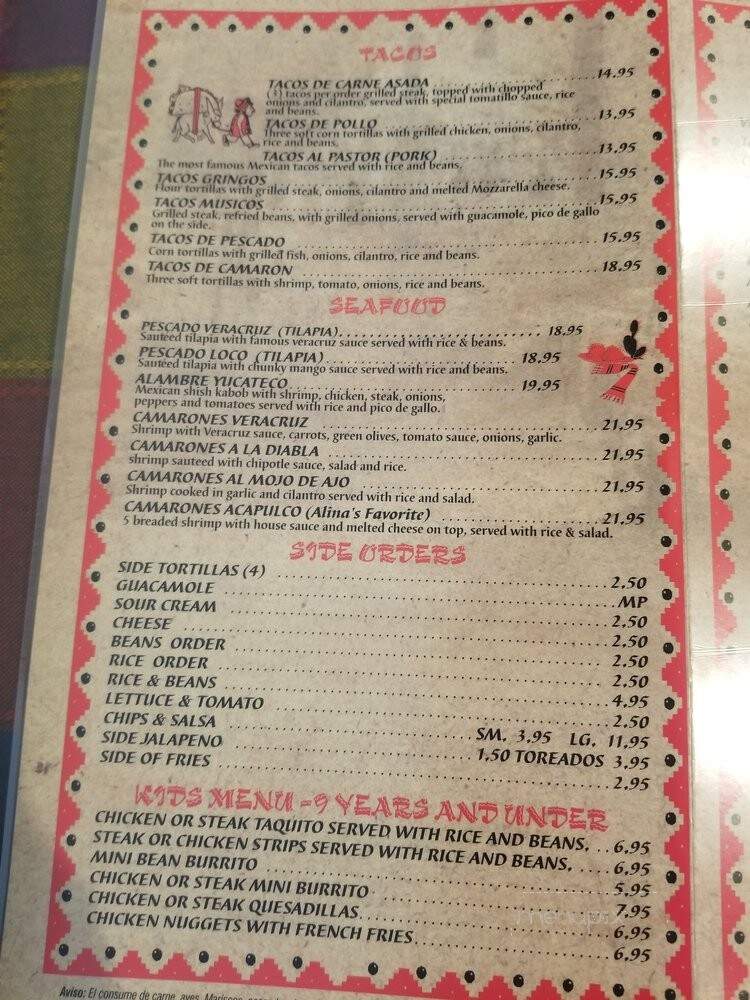 TACOS
TACOS DE CARNE ASADA ..........14.95
(3) tacos per order grilled steak, topped with chopped
onions and cilantro, served with special tomatillo sauce, rice
and beans.
TACOS DE POLLO ..........13.95
Three soft corn tortillas with grilled chicken, onions, cilantro,
rice and beans.
TACOS AL PASTOR (PORK) ..........13.95
The most famous Mexican tacos served with rice and beans.
TACOS GRINGOS ..........15.95
Flour tortillas with grilled steak, onions, cilantro and melted Mozzarella cheese.
TACOS MUSICOS ..........15.95
Grilled steak, refried beans, with grilled onions, served with guacamole, pico de gallo
on the side.
TACOS DE PESCADO ..........15.95
Corn tortillas with grilled fish, onions, cilantro, rice and beans.
TACOS DE CAMARON ..........18.95
Three soft tortillas with shrimp, tomato, onions, rice and beans.
SEAFOOD
PESCADO VERACRUZ (TILAPIA).......... 18.95
Sauteed tilapia with famous veracruz sauce served with rice & beans.
PESCADO LOCO (TILAPIA) .......... 18.95
Sauteed tilapia with chunky mango sauce served with rice and beans.
ALAMBRE YUCATECO .......... 19.95
Mexican shish kabob with shrimp, chicken, steak, onions,
peppers and tomatoes served with rice and pico de gallo.
CAMARONES VERACRUZ ..........21.95
Shrimp with Veracruz sauce, carrots, green olives, tomato sauce, onions, garlic.
CAMARONES A LA DIABLA ..........21.95
shrimp sauteed with chipotle sauce, salad and rice.
CAMARONES AL MOJO DE AJO ..........21.95
Shrimp cooked in garlic and cilantro served with rice and salad.
CAMARONES ACAPULCO (Alina's Favorite) ..........21.95
5 breaded shrimp with house sauce and melted cheese on top, served with rice & salad.
SIDE ORDERS
SIDE TORTILLAS (4) ..........2.50
GUACAMOLE ..........MP
SOUR CREAM ..........2.50
CHEESE ..........2.50
BEANS ORDER .......... 2.50
RICE ORDER .......... 2.50
RICE & BEANS ..........4.95
LETTUCE & TOMATO .......... 2.50
CHIPS & SALSA ..........SM. 3.95 LG. 11.95
SIDE JALAPENO ..........1.50 TOREADOS 3.95
SIDE OF FRIES .......... 2.95
KIDS MENU -9 YEARS AND UNDER
CHICKEN OR STEAK TAQUITO SERVED WITH RICE AND BEANS. ..6.95
STEAK OR CHICKEN STRIPS SERVED WITH RICE AND BEANS. ...6.95
MINI BEAN BURRITO ..........5.95
CHICKEN OR STEAK MINI BURRITO ..........7.95
CHICKEN OR STEAK QUESADILLAS..........6.95
CHICKEN NUGGETS WITH FRENCH FRIES..........6.95
Aviso: El consume de carne, aves, Mariscos,